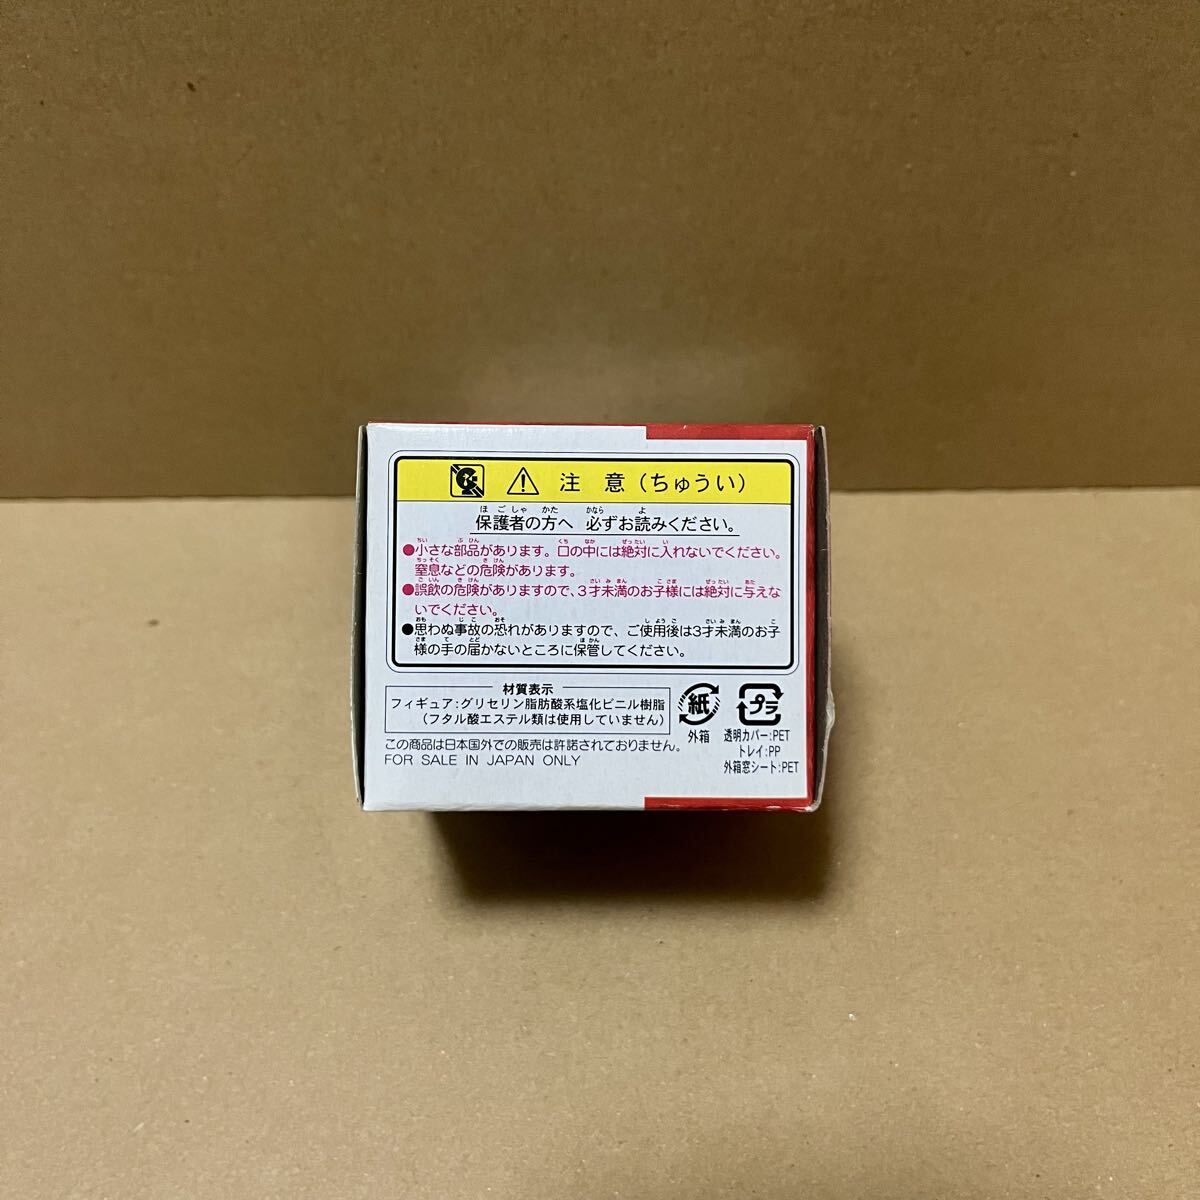 注 意（ちゅうい）
保護者の方へ 必ずお読みください。
●小さな部品があります。口の中には絶対に入れないでください。
窒息などの危険があります。
●誤飲の危険がありますので、3才未満のお子様には絶対に与えな
いでください。
●思わぬ事故の恐れがありますので、ご使用後は3才未満のお子
様の手の届かないところに保管してください。
材質表示
フィギュア:グリセリン脂肪酸系塩化ビニル樹脂
（フタル酸エステル類は使用していません）
この商品は日本国外での販売は許諾されておりません。
FOR SALE IN JAPAN ONLY
紙
外箱
プラ
透明カバー:PET
トレイ:PP
外箱窓シート:PET